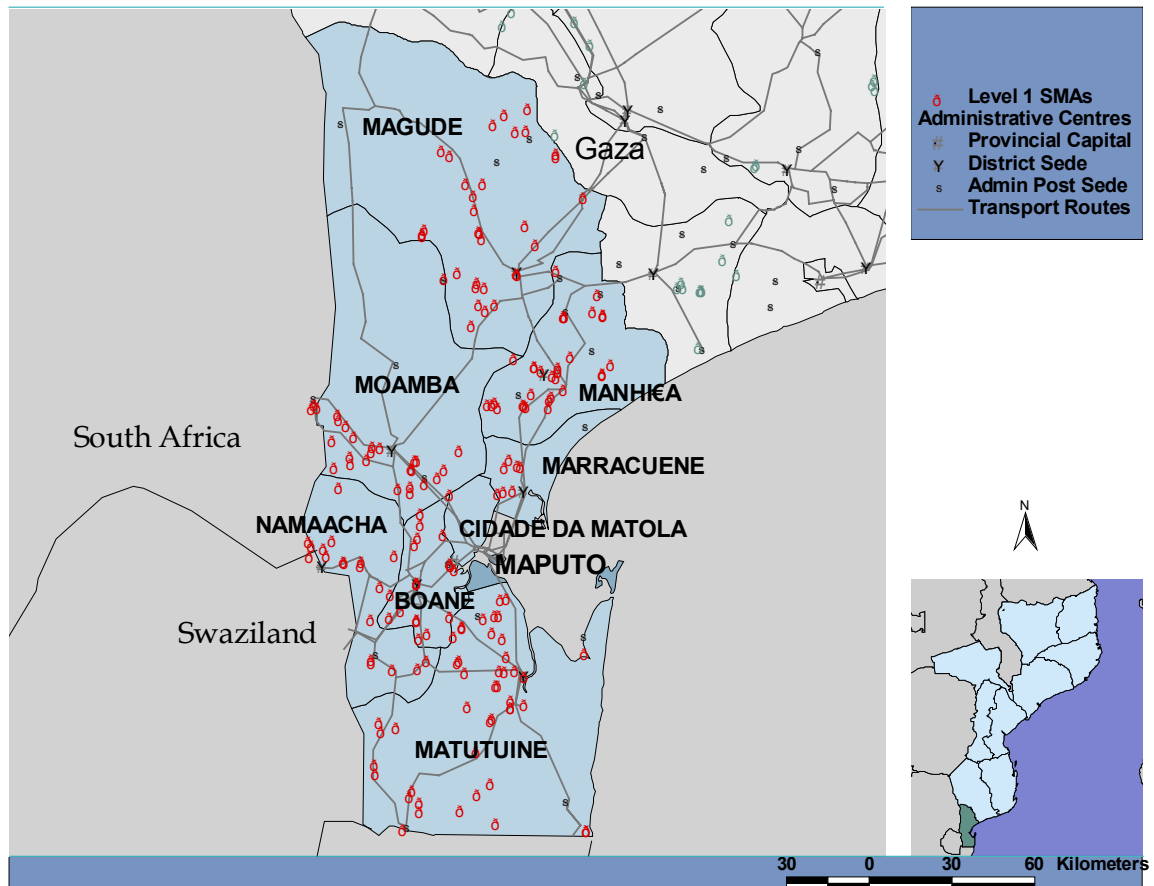 MAGUDE
Gaza
MOAMBA
MANHI€A
South Africa
MARRACUENE
NAMAACHA
CIDADE DA MATOLA
MAPUTO
BOANE
Swaziland
MATUTUINE
ð Level 1 SMAs
Administrative Centres
# Provincial Capital
Y District Sede
s Admin Post Sede
Transport Routes
N
30 0 30 60 Kilometers